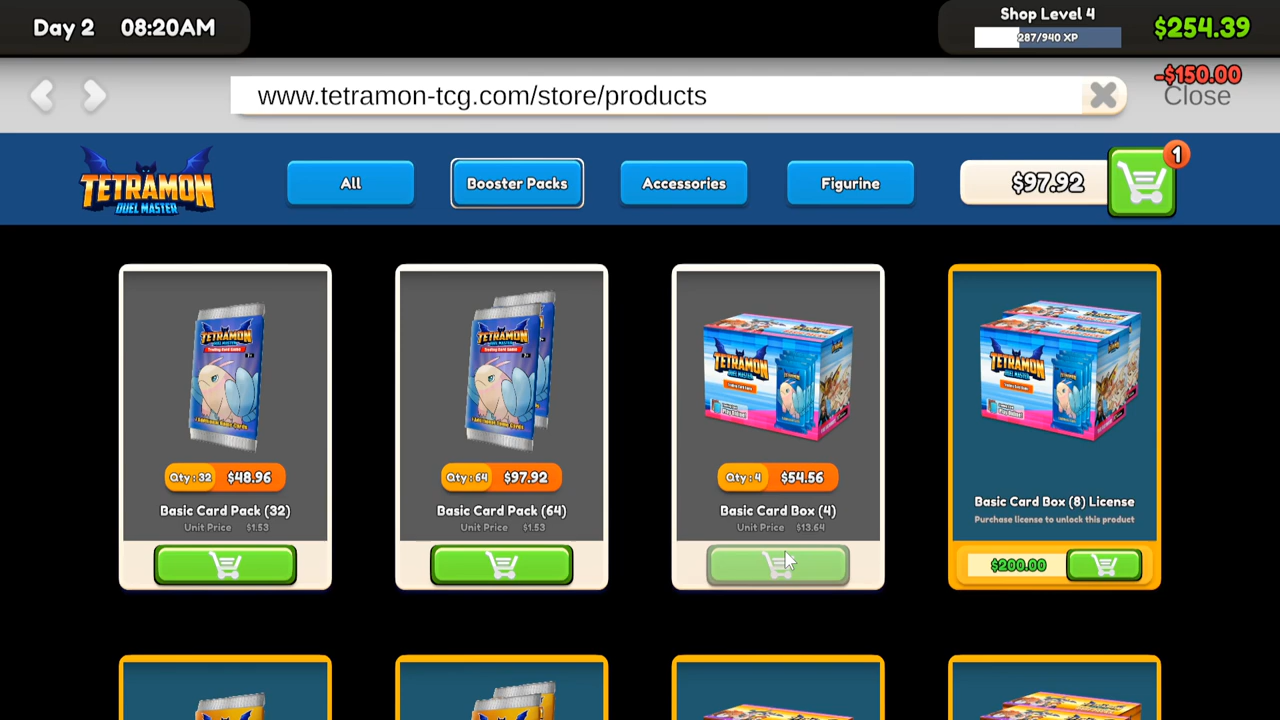 Day 2 08:20AM
Shop Level 4
287/940 XP
$254.39
-$150.00
www.tetramon-tcg.com/store/products
Close
TETRAMON
DUEL MASTER
All
Booster Packs
Accessories
Figurine
$97.92
1
TETRAMON
TETRAMON
TETRAMON
TETRAMON
Qty : 32 $48.96
Qty : 64 $97.92
Qty : 4 $54.56
Basic Card Pack (32)
Unit Price $1.53
Basic Card Pack (64)
Unit Price $1.53
Basic Card Box (4)
Unit Price $13.64
Basic Card Box (8) License
Purchase license to unlock this product
$200.00